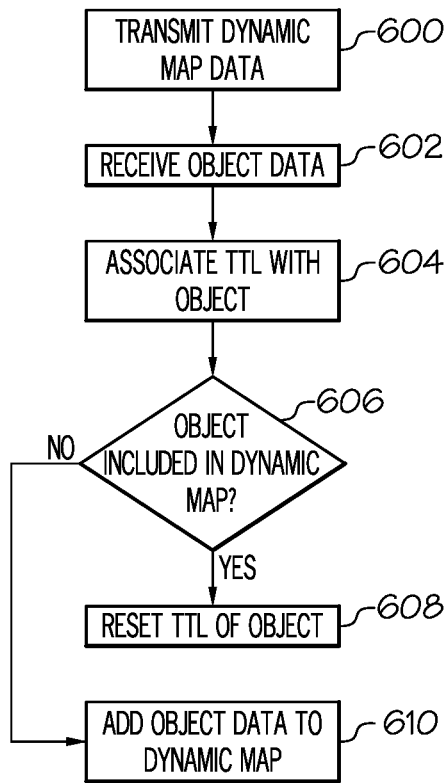 TRANSMIT DYNAMIC
MAP DATA
600
RECEIVE OBJECT DATA
602
ASSOCIATE TTL WITH
OBJECT
604
606
OBJECT
INCLUDED IN DYNAMIC
MAP?
NO
YES
RESET TTL OF OBJECT
608
ADD OBJECT DATA TO
DYNAMIC MAP
610